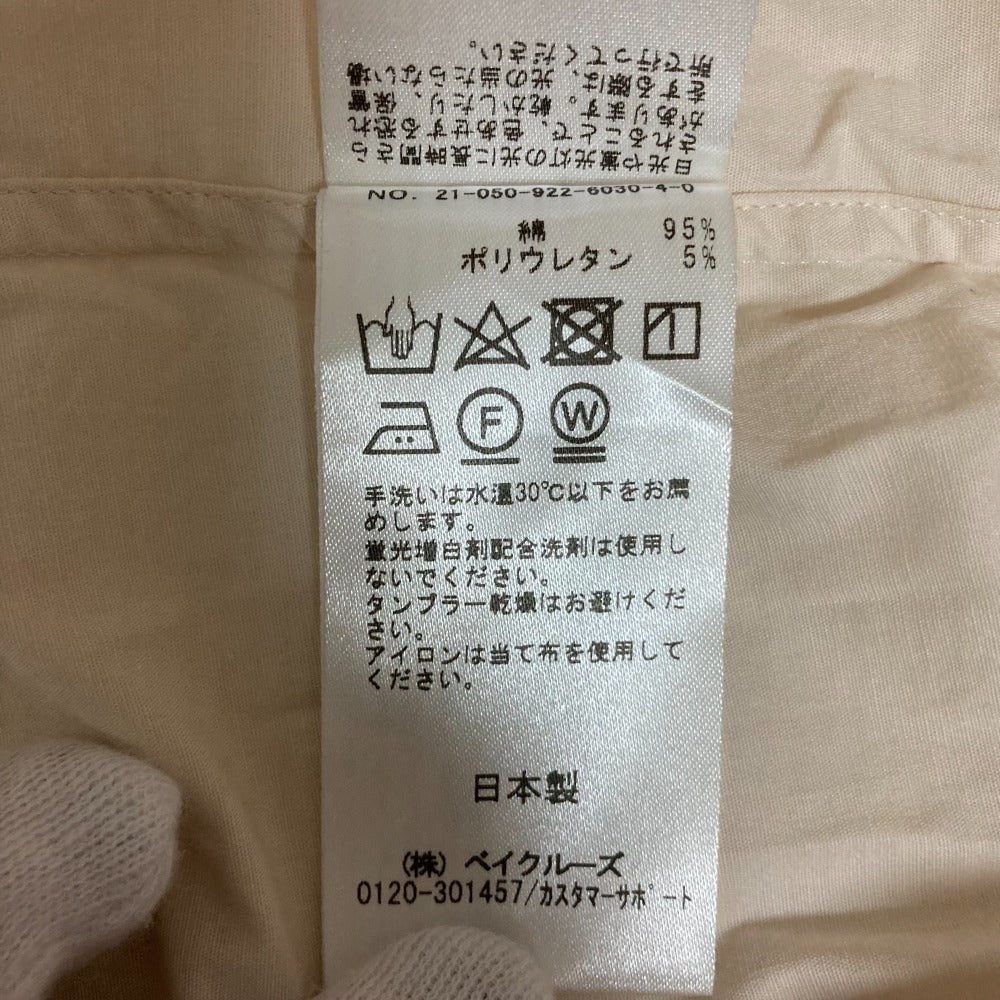 日光や蛍光灯の光に長時間さら
されることで、色あせする恐れ
があります。乾かしたり、保管
をする際は、光の当たらない場
所で行ってください。
NO. 21-050-922-6030-4-0
綿 95%
ポリウレタン 5%
F W
手洗いは水温30℃以下をお薦
めします。
蛍光増白剤配合洗剤は使用し
ないでください。
タンブラー乾燥はお避けくだ
さい。
アイロンは当て布を使用して
ください。
日本製
(株) ベイクルーズ
0120-301457/カスタマーサポート